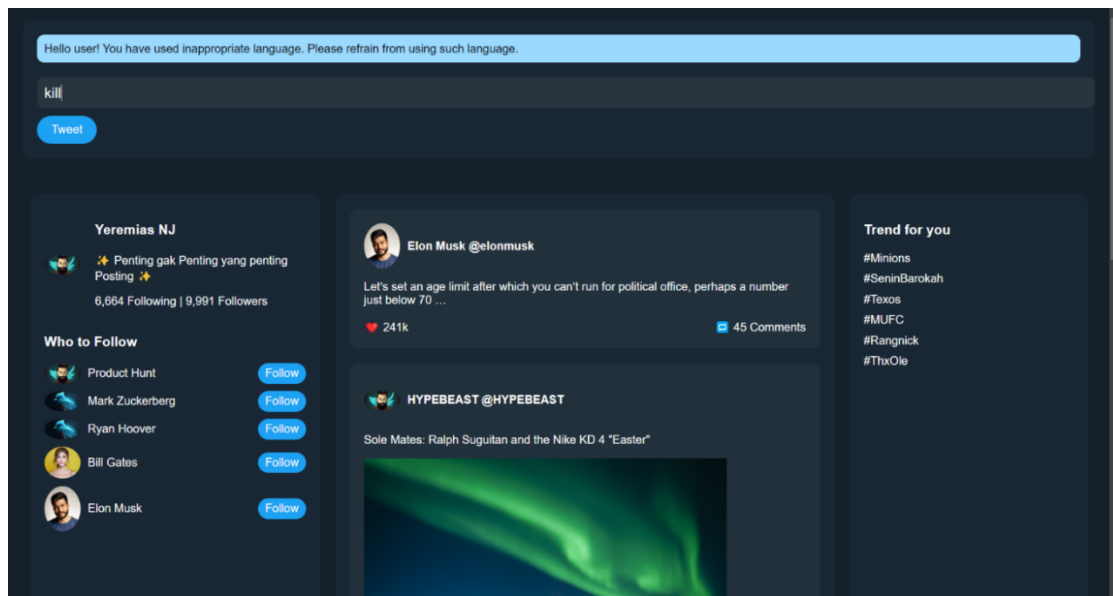 Hello user! You have used inappropriate language. Please refrain from using such language.
kill
Tweet
Yeremias NJ
✨ Penting gak Penting yang penting
Posting ✨
6,664 Following | 9,991 Followers
Who to Follow
Product Hunt Follow
Mark Zuckerberg Follow
Ryan Hoover Follow
Bill Gates Follow
Elon Musk Follow
Elon Musk @elonmusk
Let's set an age limit after which you can't run for political office, perhaps a number
just below 70 …
❤️ 241k 45 Comments
HYPEBEAST @HYPEBEAST
Sole Mates: Ralph Suguitan and the Nike KD 4 "Easter"
Trend for you
#Minions
#SeninBarokah
#Texos
#MUFC
#Rangnick
#ThxOle